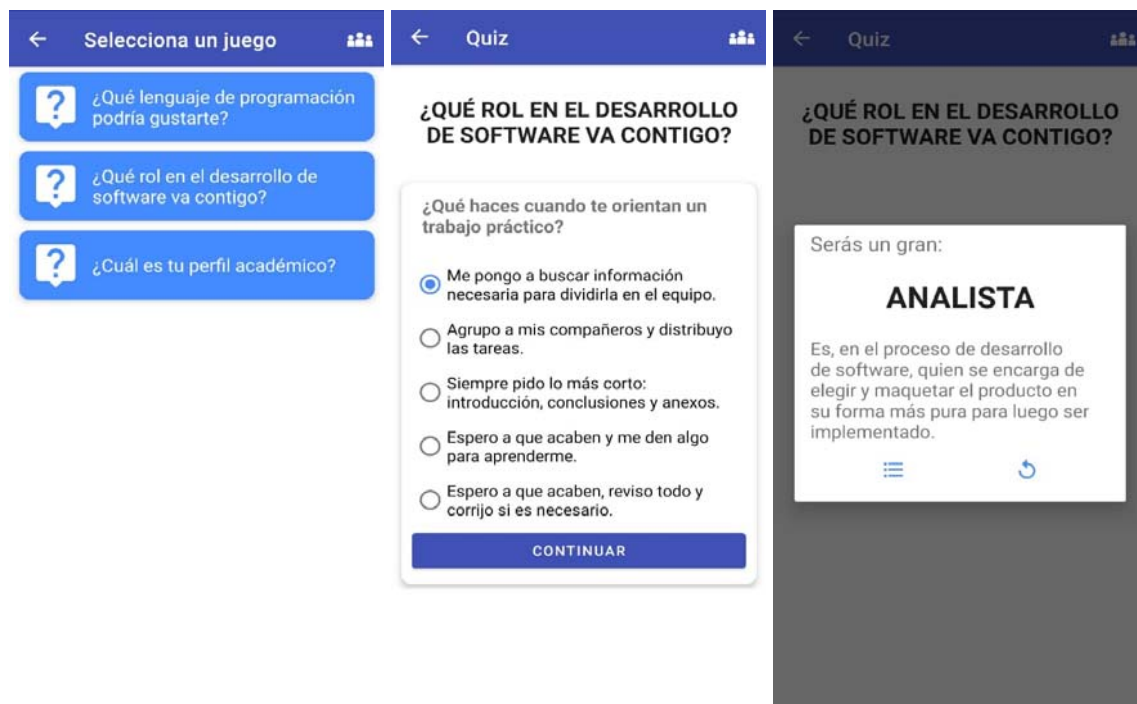 Selecciona un juego
¿Qué lenguaje de programación
podría gustarte?
¿Qué rol en el desarrollo de
software va contigo?
¿Cuál es tu perfil académico?
Quiz
¿QUÉ ROL EN EL DESARROLLO
DE SOFTWARE VA CONTIGO?
¿Qué haces cuando te orientan un
trabajo práctico?
Me pongo a buscar información
necesaria para dividirla en el equipo.
Agrupo a mis compañeros y distribuyo
las tareas.
Siempre pido lo más corto:
introducción, conclusiones y anexos.
Espero a que acaben y me den algo
para aprenderme.
Espero a que acaben, reviso todo y
corrijo si es necesario.
CONTINUAR
Quiz
¿QUÉ ROL EN EL DESARROLLO
DE SOFTWARE VA CONTIGO?
Serás un gran:
ANALISTA
Es, en el proceso de desarrollo
de software, quien se encarga de
elegir y maquetar el producto en
su forma más pura para luego ser
implementado.